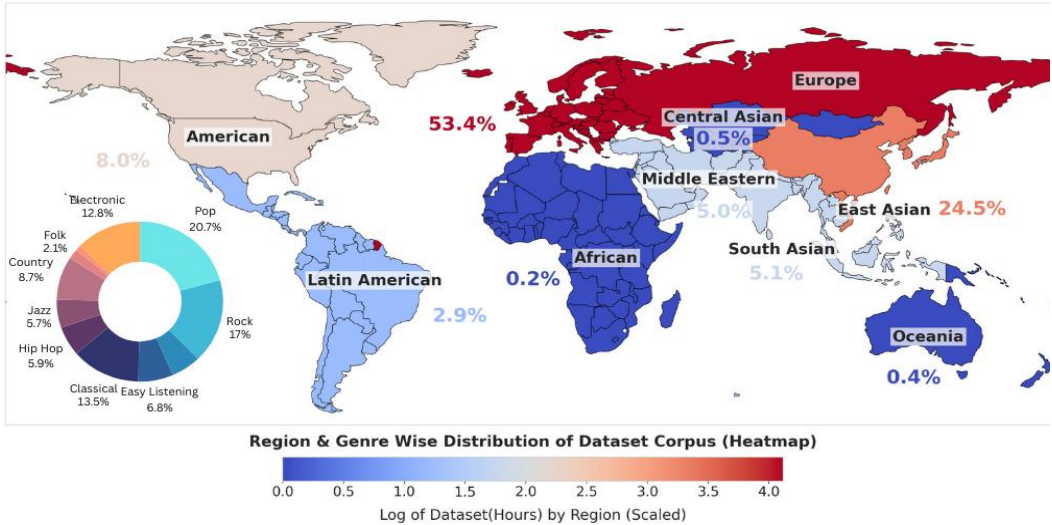 Europe
53.4%
Central Asian
0.5%
American
8.0%
Middle Eastern
5.0%
East Asian 24.5%
South Asian
5.1%
African
0.2%
Latin American
2.9%
Oceania
0.4%
Electronic
12.8%
Pop
20.7%
Folk
2.1%
Country
8.7%
Jazz
5.7%
Rock
17%
Hip Hop
5.9%
Classical
13.5%
Easy Listening
6.8%
Region & Genre Wise Distribution of Dataset Corpus (Heatmap)
0.0 0.5 1.0 1.5 2.0 2.5 3.0 3.5 4.0
Log of Dataset(Hours) by Region (Scaled)